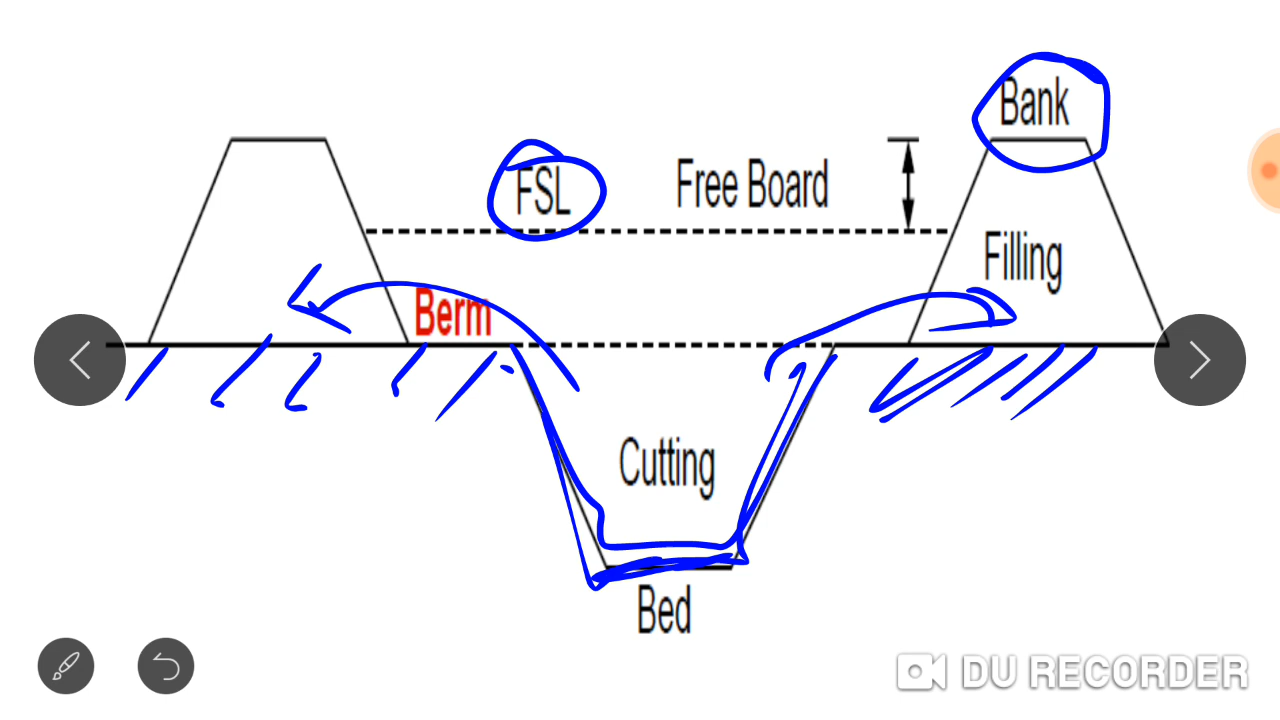 Bank
FSL
Free Board
Filling
Berm
Cutting
Bed
DU RECORDER